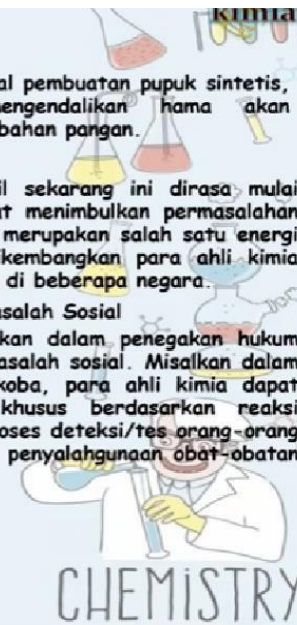 kimia
al pembuatan pupuk sintetis,
mengendalikan hama akan
bahan pangan.
il sekarang ini dirasa mulai
at menimbulkan permasalahan
merupakan salah satu energi
ikembangkan para ahli kimia
di beberapa negara.
asalah Sosial
kan dalam penegakan hukum
asalah sosial. Misalkan dalam
koba, para ahli kimia dapat
khusus berdasarkan reaksi
oses deteksi/tes orang-orang
penyalahgunaan obat-obatan
CHEMiSTRY